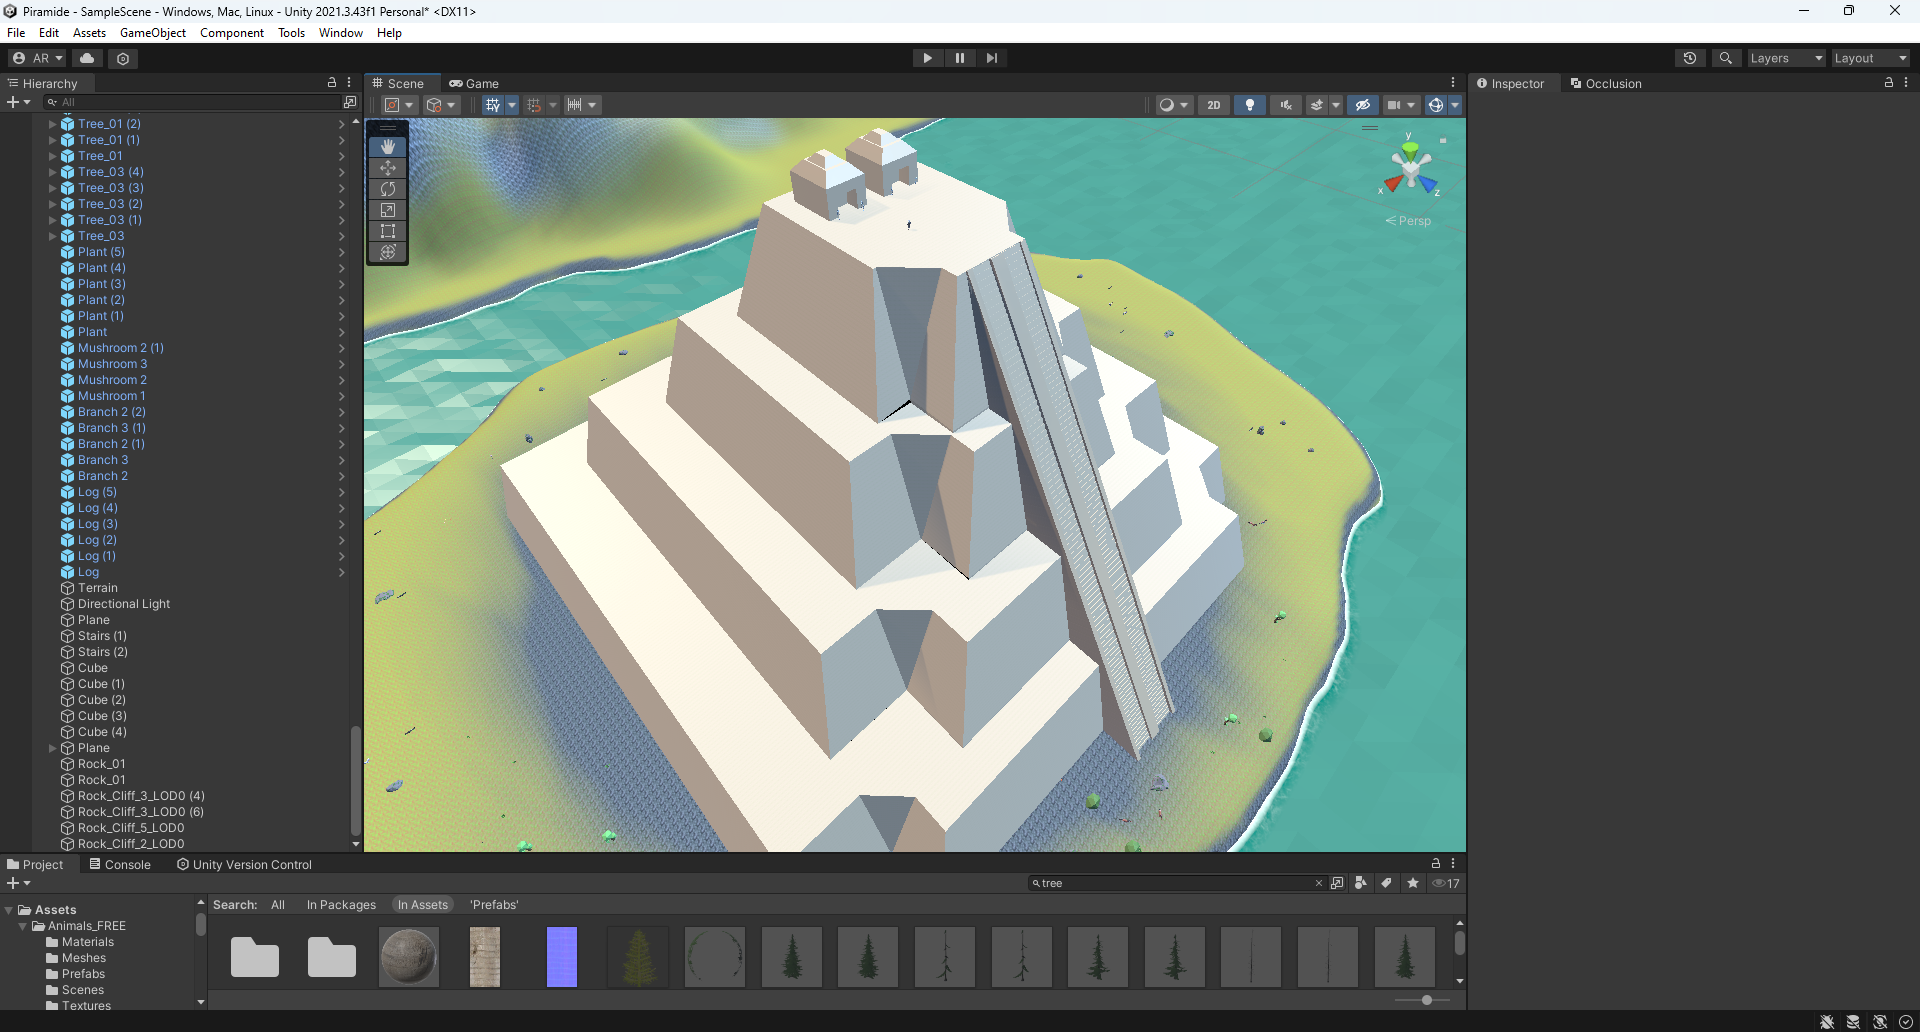 Piramide - SampleScene - Windows, Mac, Linux - Unity 2021.3.43f1 Personal* <DX11>
File Edit Assets GameObject Component Tools Window Help
AR
Layers
Layout
Hierarchy
All
Tree_01 (2)
Tree_01 (1)
Tree_01
Tree_03 (4)
Tree_03 (3)
Tree_03 (2)
Tree_03 (1)
Tree_03
Plant (5)
Plant (4)
Plant (3)
Plant (2)
Plant (1)
Plant
Mushroom 2 (1)
Mushroom 3
Mushroom 2
Mushroom 1
Branch 2 (2)
Branch 3 (1)
Branch 2 (1)
Branch 3
Branch 2
Log (5)
Log (4)
Log (3)
Log (2)
Log (1)
Log
Terrain
Directional Light
Plane
Stairs (1)
Stairs (2)
Cube
Cube (1)
Cube (2)
Cube (3)
Cube (4)
Plane
Rock_01
Rock_01
Rock_Cliff_3_LOD0 (4)
Rock_Cliff_3_LOD0 (6)
Rock_Cliff_5_LOD0
Rock_Cliff_2_LOD0
Scene
Game
2D
y
x
z
Persp
Inspector
Occlusion
Project
Console
Unity Version Control
tree
17
Assets
Animals_FREE
Materials
Meshes
Prefabs
Scenes
Textures
Search: All In Packages In Assets 'Prefabs'